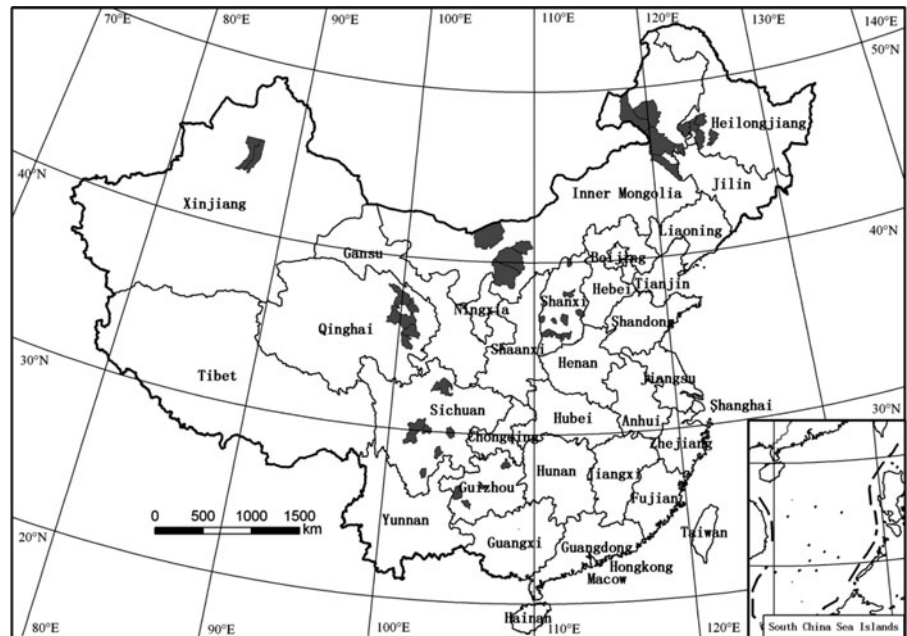 70°E
80°E
90°E
100°E
110°E
120°E
130°E
140°E
50°N
40°N
30°N
20°N
50°N
40°N
30°N
Heilongjiang
Jilin
Inner Mongolia
Liaoning
Xinjiang
Gansu
Beijing
Tianjin
Hebei
Shanxi
Ningxia
Shandong
Qinghai
Shaanxi
Henan
Tibet
Jiangsu
Shanghai
Sichuan
Hubei
Anhui
Chongqing
Zhejiang
Hunan
Jiangxi
Guizhou
Fujian
Yunnan
Taiwan
Guangxi
Guangdong
Hongkong
Macow
Hainan
0 500 1000 1500
km
80°E
90°E
100°E
110°E
120°E
South China Sea Islands